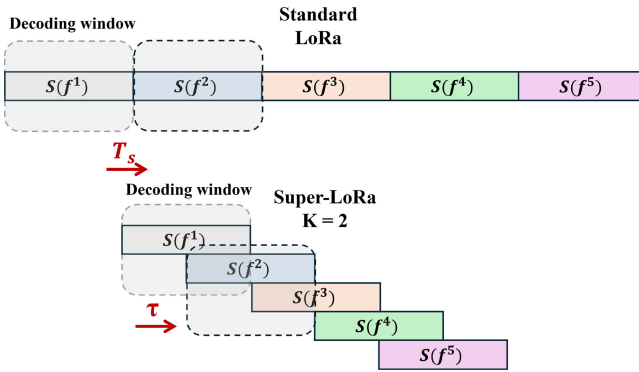 Standard
LoRa
Decoding window
S(f¹) S(f²) S(f³) S(f⁴) S(f⁵)
Tₛ
Decoding window
Super-LoRa
K = 2
S(f¹)
S(f²)
S(f³)
τ
S(f⁴)
S(f⁵)